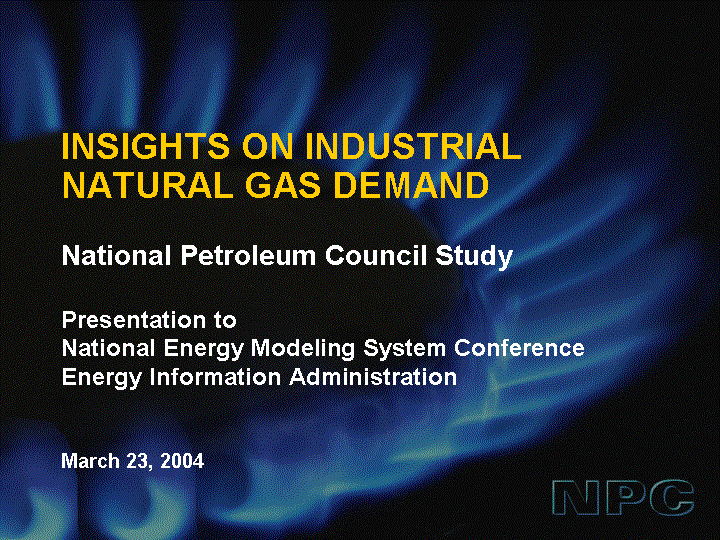 INSIGHTS ON INDUSTRIAL
NATURAL GAS DEMAND
National Petroleum Council Study
Presentation to
National Energy Modeling System Conference
Energy Information Administration
March 23, 2004
NPC